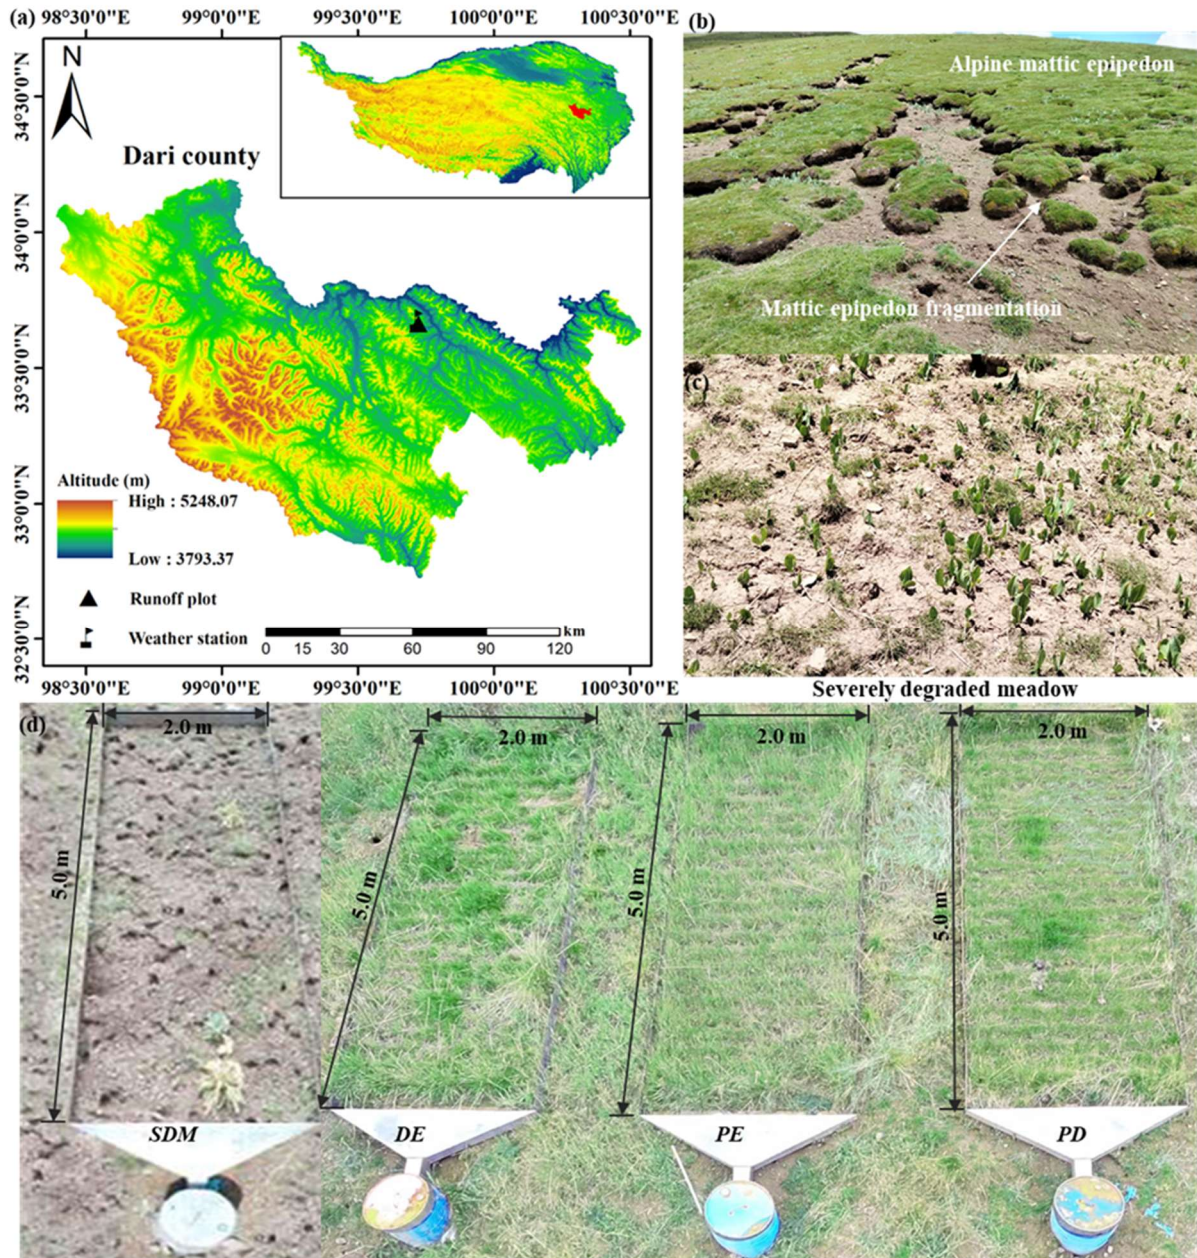 (a)
98°30'0"E 99°0'0"E 99°30'0"E 100°0'0"E 100°30'0"E
N
Dari county
34°30'0"N
34°0'0"N
33°30'0"N
33°0'0"N
32°30'0"N
Altitude (m)
High : 5248.07
Low : 3793.37
Runoff plot
Weather station
0 15 30 60 90 120
km
98°30'0"E 99°0'0"E 99°30'0"E 100°0'0"E 100°30'0"E
(b)
Alpine mattic epipedon
Mattic epipedon fragmentation
(c)
Severely degraded meadow
(d)
2.0 m
5.0 m
SDM
2.0 m
5.0 m
DE
2.0 m
5.0 m
PE
2.0 m
5.0 m
PD